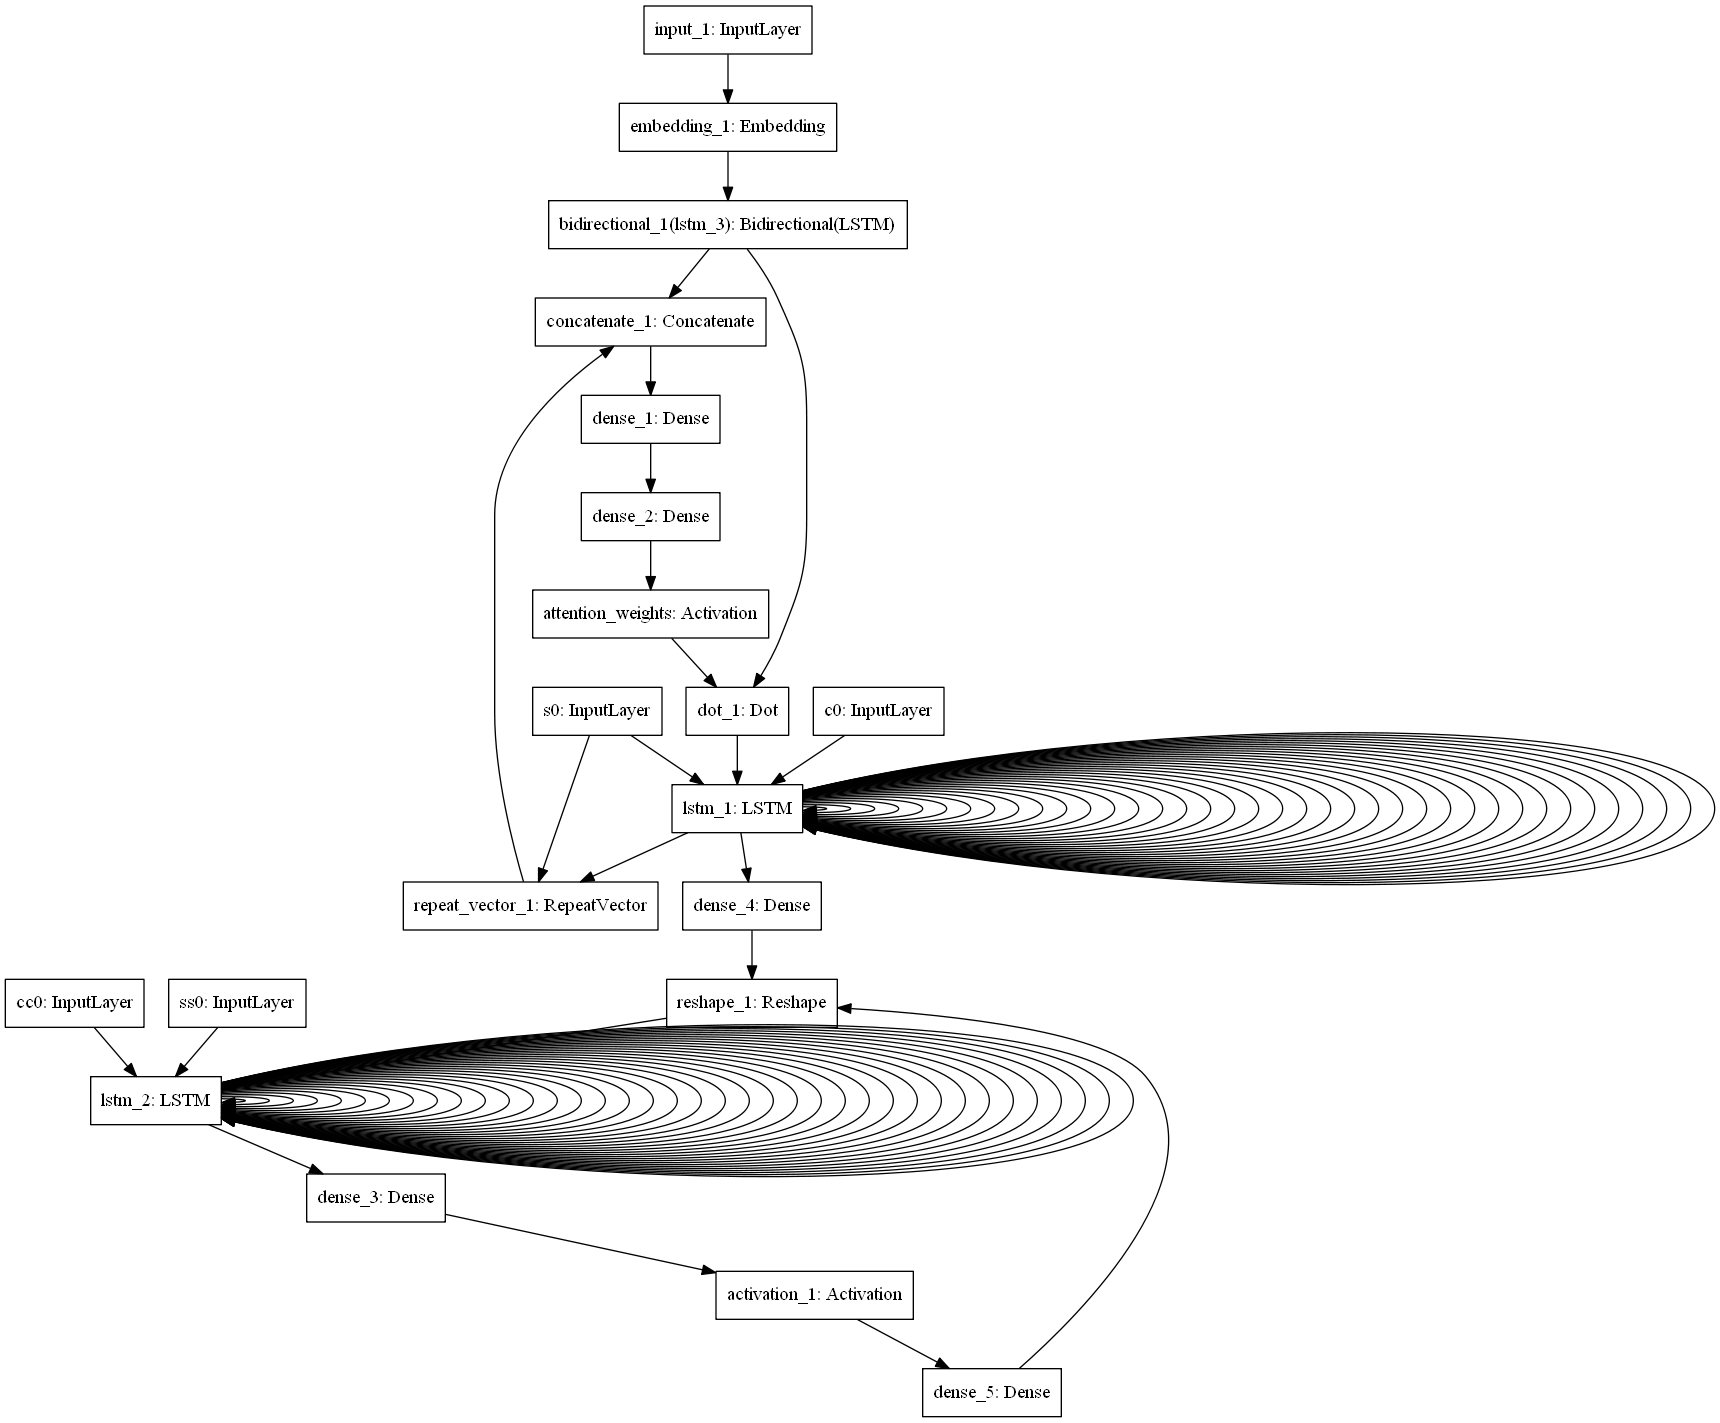 input_1: InputLayer
embedding_1: Embedding
bidirectional_1(lstm_3): Bidirectional(LSTM)
concatenate_1: Concatenate
dense_1: Dense
dense_2: Dense
attention_weights: Activation
s0: InputLayer
dot_1: Dot
c0: InputLayer
lstm_1: LSTM
repeat_vector_1: RepeatVector
dense_4: Dense
cc0: InputLayer
ss0: InputLayer
reshape_1: Reshape
lstm_2: LSTM
dense_3: Dense
activation_1: Activation
dense_5: Dense